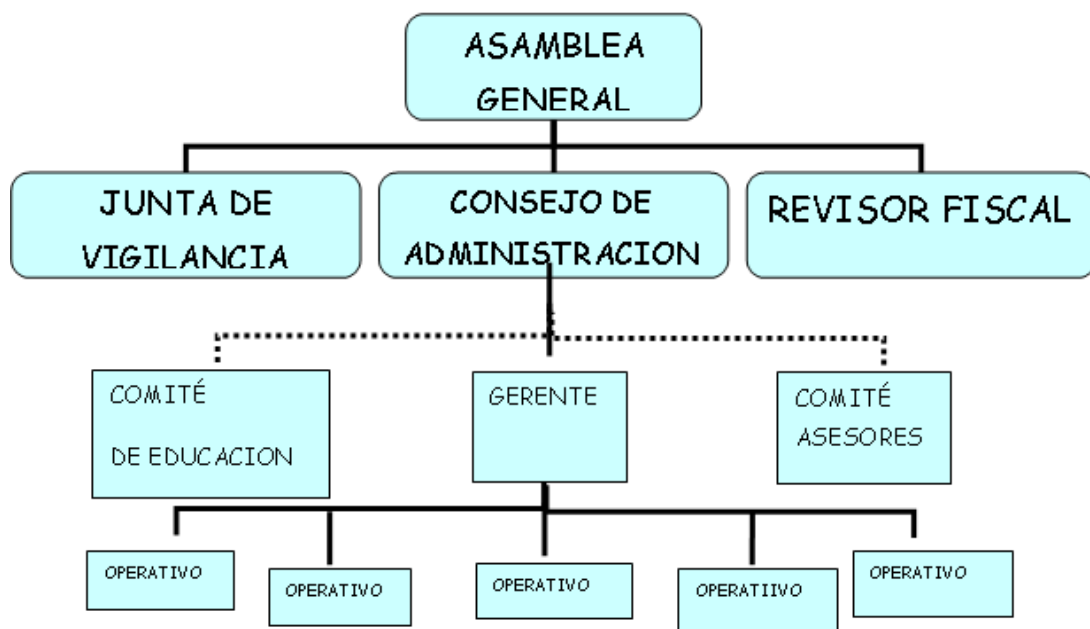 ASAMBLEA
GENERAL
JUNTA DE
VIGILANCIA
CONSEJO DE
ADMINISTRACION
REVISOR FISCAL
COMITÉ
DE EDUCACION
GERENTE
COMITÉ
ASESORES
OPERATIVO
OPERATIVO
OPERATIVO
OPERATIIVO
OPERATIVO